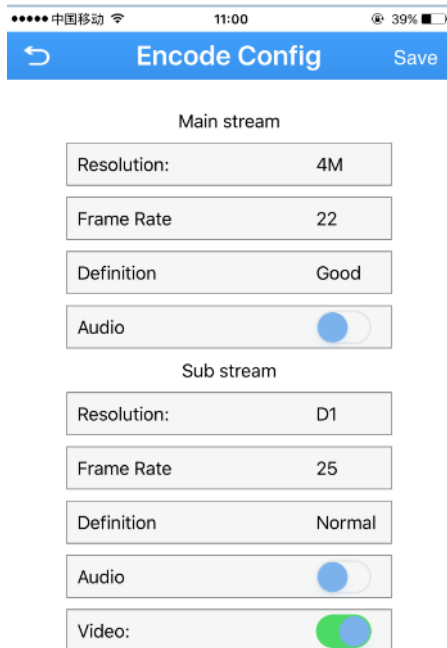 中国移动 11:00 39%
Encode Config Save
Main stream
Resolution: 4M
Frame Rate 22
Definition Good
Audio
Sub stream
Resolution: D1
Frame Rate 25
Definition Normal
Audio
Video: